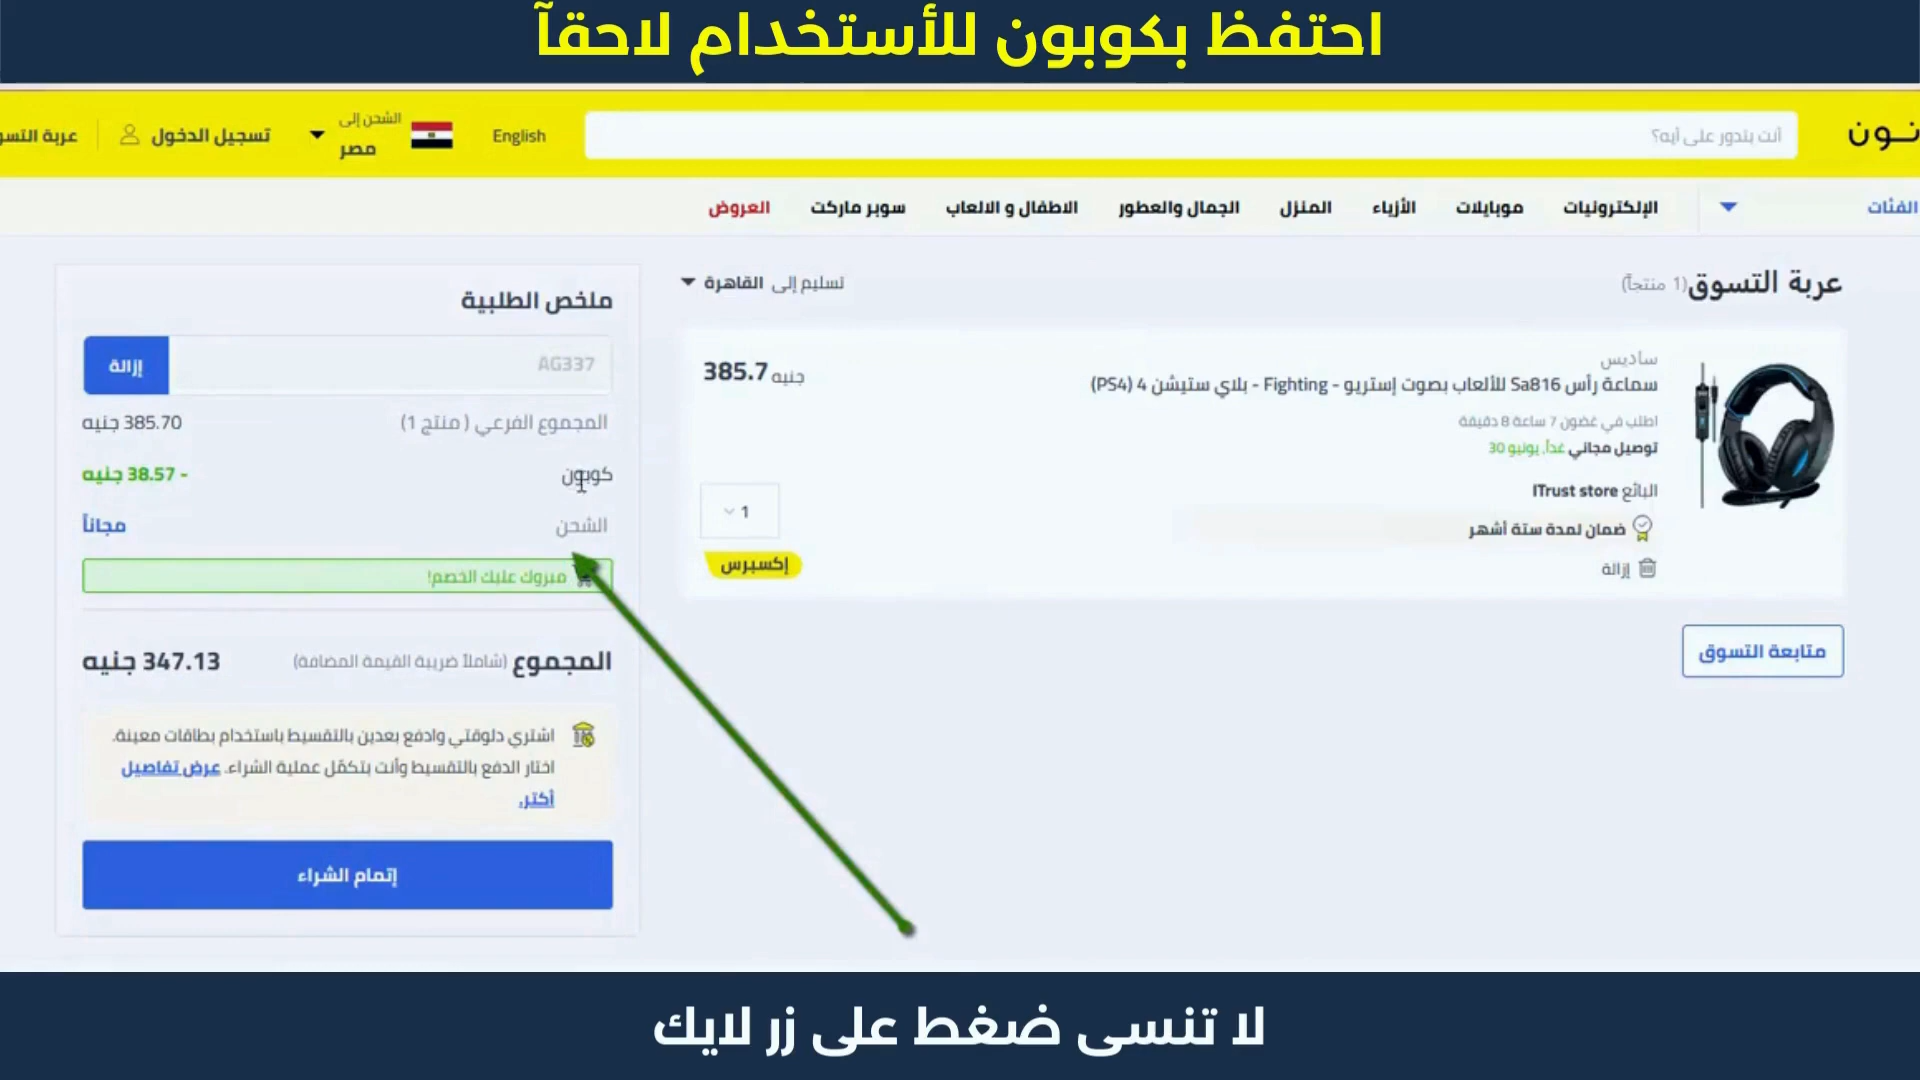 احتفظ بكوبون للأستخدام لاحقاً
نون
أنت بتدور على أيه؟
English
الشحن إلى
مصر
تسجيل الدخول
عربة التسو
الفئات
الإلكترونيات
موبايلات
الأزياء
المنزل
الجمال والعطور
الاطفال و الالعاب
سوبر ماركت
العروض
عربة التسوق (1 منتجاً)
تسليم إلى القاهرة
ساديس
سماعة رأس Sa816 للألعاب بصوت إستريو - Fighting - بلاي ستيشن 4 (PS4)
جنيه 385.7
اطلب في غضون 7 ساعة 8 دقيقة
توصيل مجاني غداً, يونيو 30
البائع ITrust store
ضمان لمدة ستة أشهر
إزالة
1
إكسبرس
متابعة التسوق
ملخص الطلبية
AG337
إزالة
المجموع الفرعي (منتج 1)
385.70 جنيه
كوبون
- 38.57 جنيه
الشحن
مجاناً
مبروك عليك الخصم!
المجموع (شاملاً ضريبة القيمة المضافة)
347.13 جنيه
اشتري دلوقتي وادفع بعدين بالتقسيط باستخدام بطاقات معينة.
اختار الدفع بالتقسيط وأنت بتكمّل عملية الشراء. عرض تفاصيل
أكتر.
إتمام الشراء
لا تنسى ضغط على زر لايك